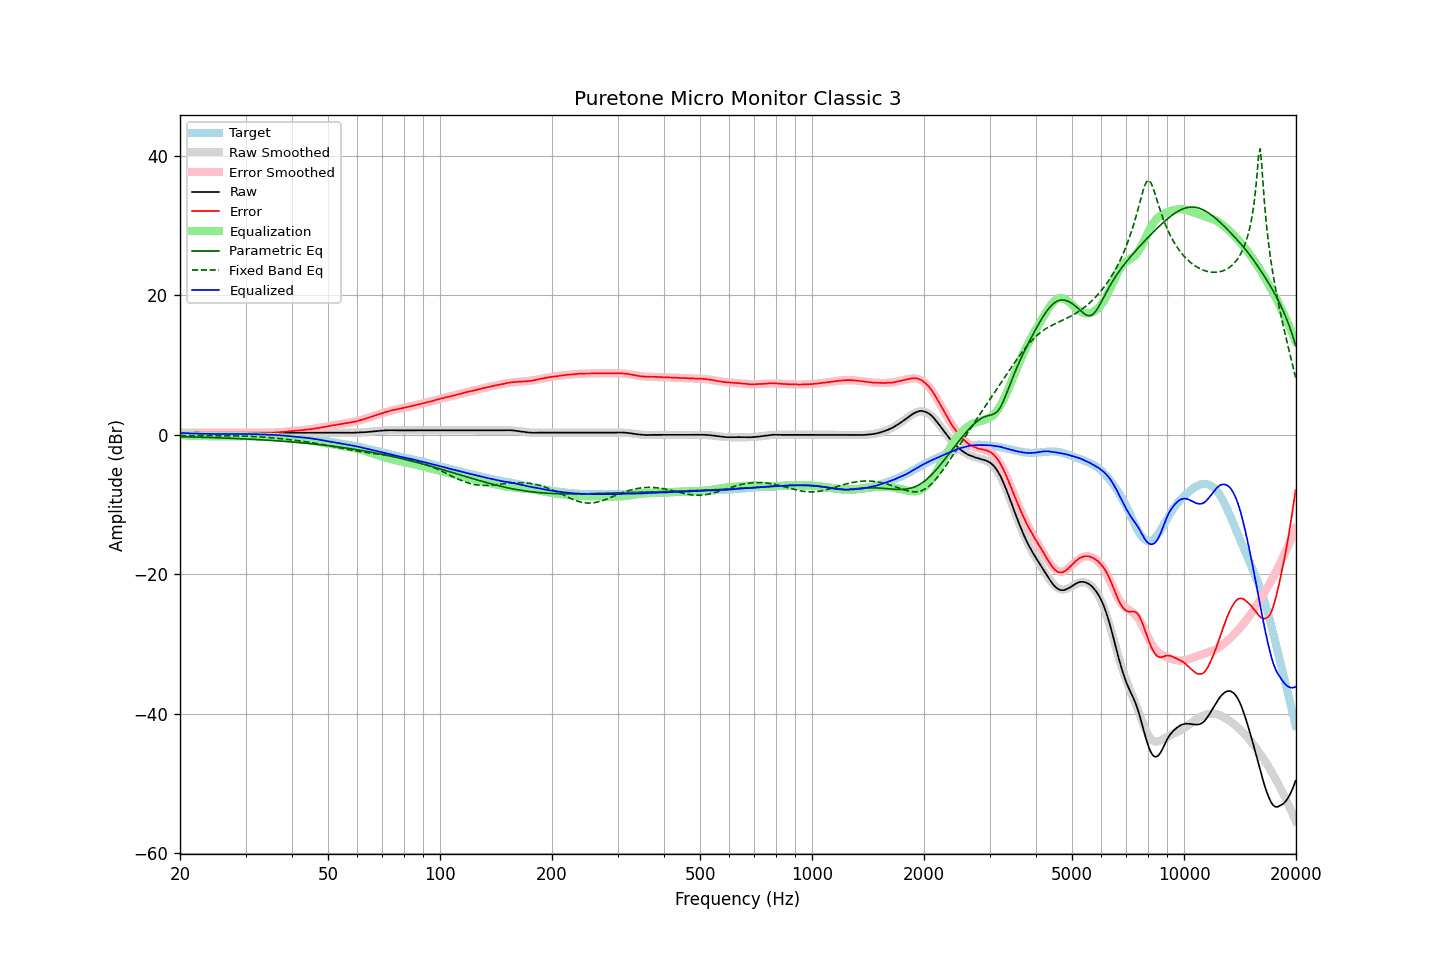 Puretone Micro Monitor Classic 3
Target
Raw Smoothed
Error Smoothed
Raw
Error
Equalization
Parametric Eq
Fixed Band Eq
Equalized
40
20
0
−20
−40
−60
Amplitude (dBr)
20
50
100
200
500
1000
2000
5000
10000
20000
Frequency (Hz)